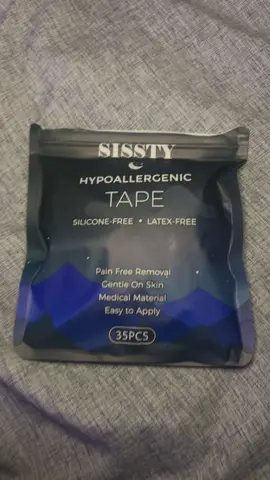 SISSTY
HYPOALLERGENIC
TAPE
SILICONE-FREE • LATEX-FREE
Pain Free Removal
Gentle On Skin
Medical Material
Easy to Apply
35PCS